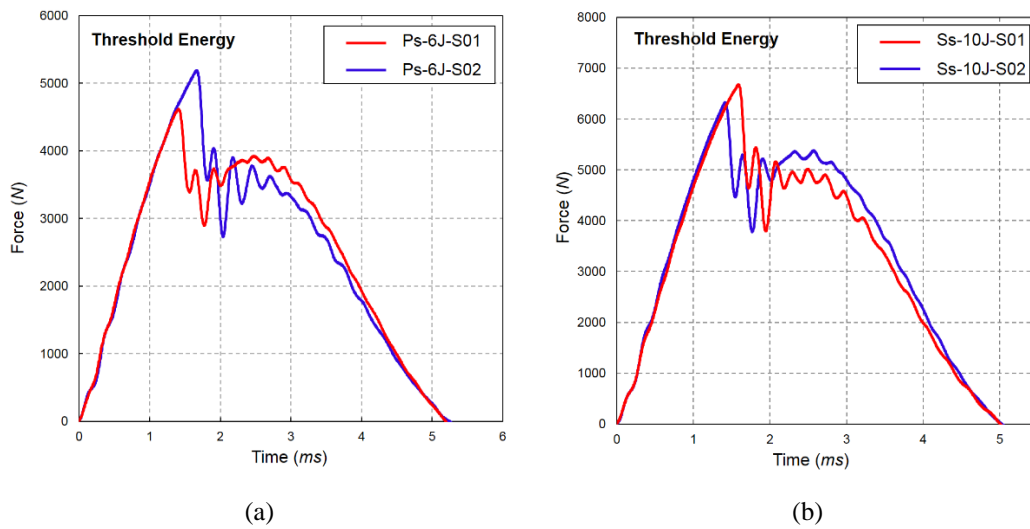 Threshold Energy
Ps-6J-S01
Ps-6J-S02
6000
5000
4000
3000
2000
1000
0
Force (N)
0 1 2 3 4 5 6
Time (ms)
(a)
Threshold Energy
Ss-10J-S01
Ss-10J-S02
8000
7000
6000
5000
4000
3000
2000
1000
0
Force (N)
0 1 2 3 4 5
Time (ms)
(b)